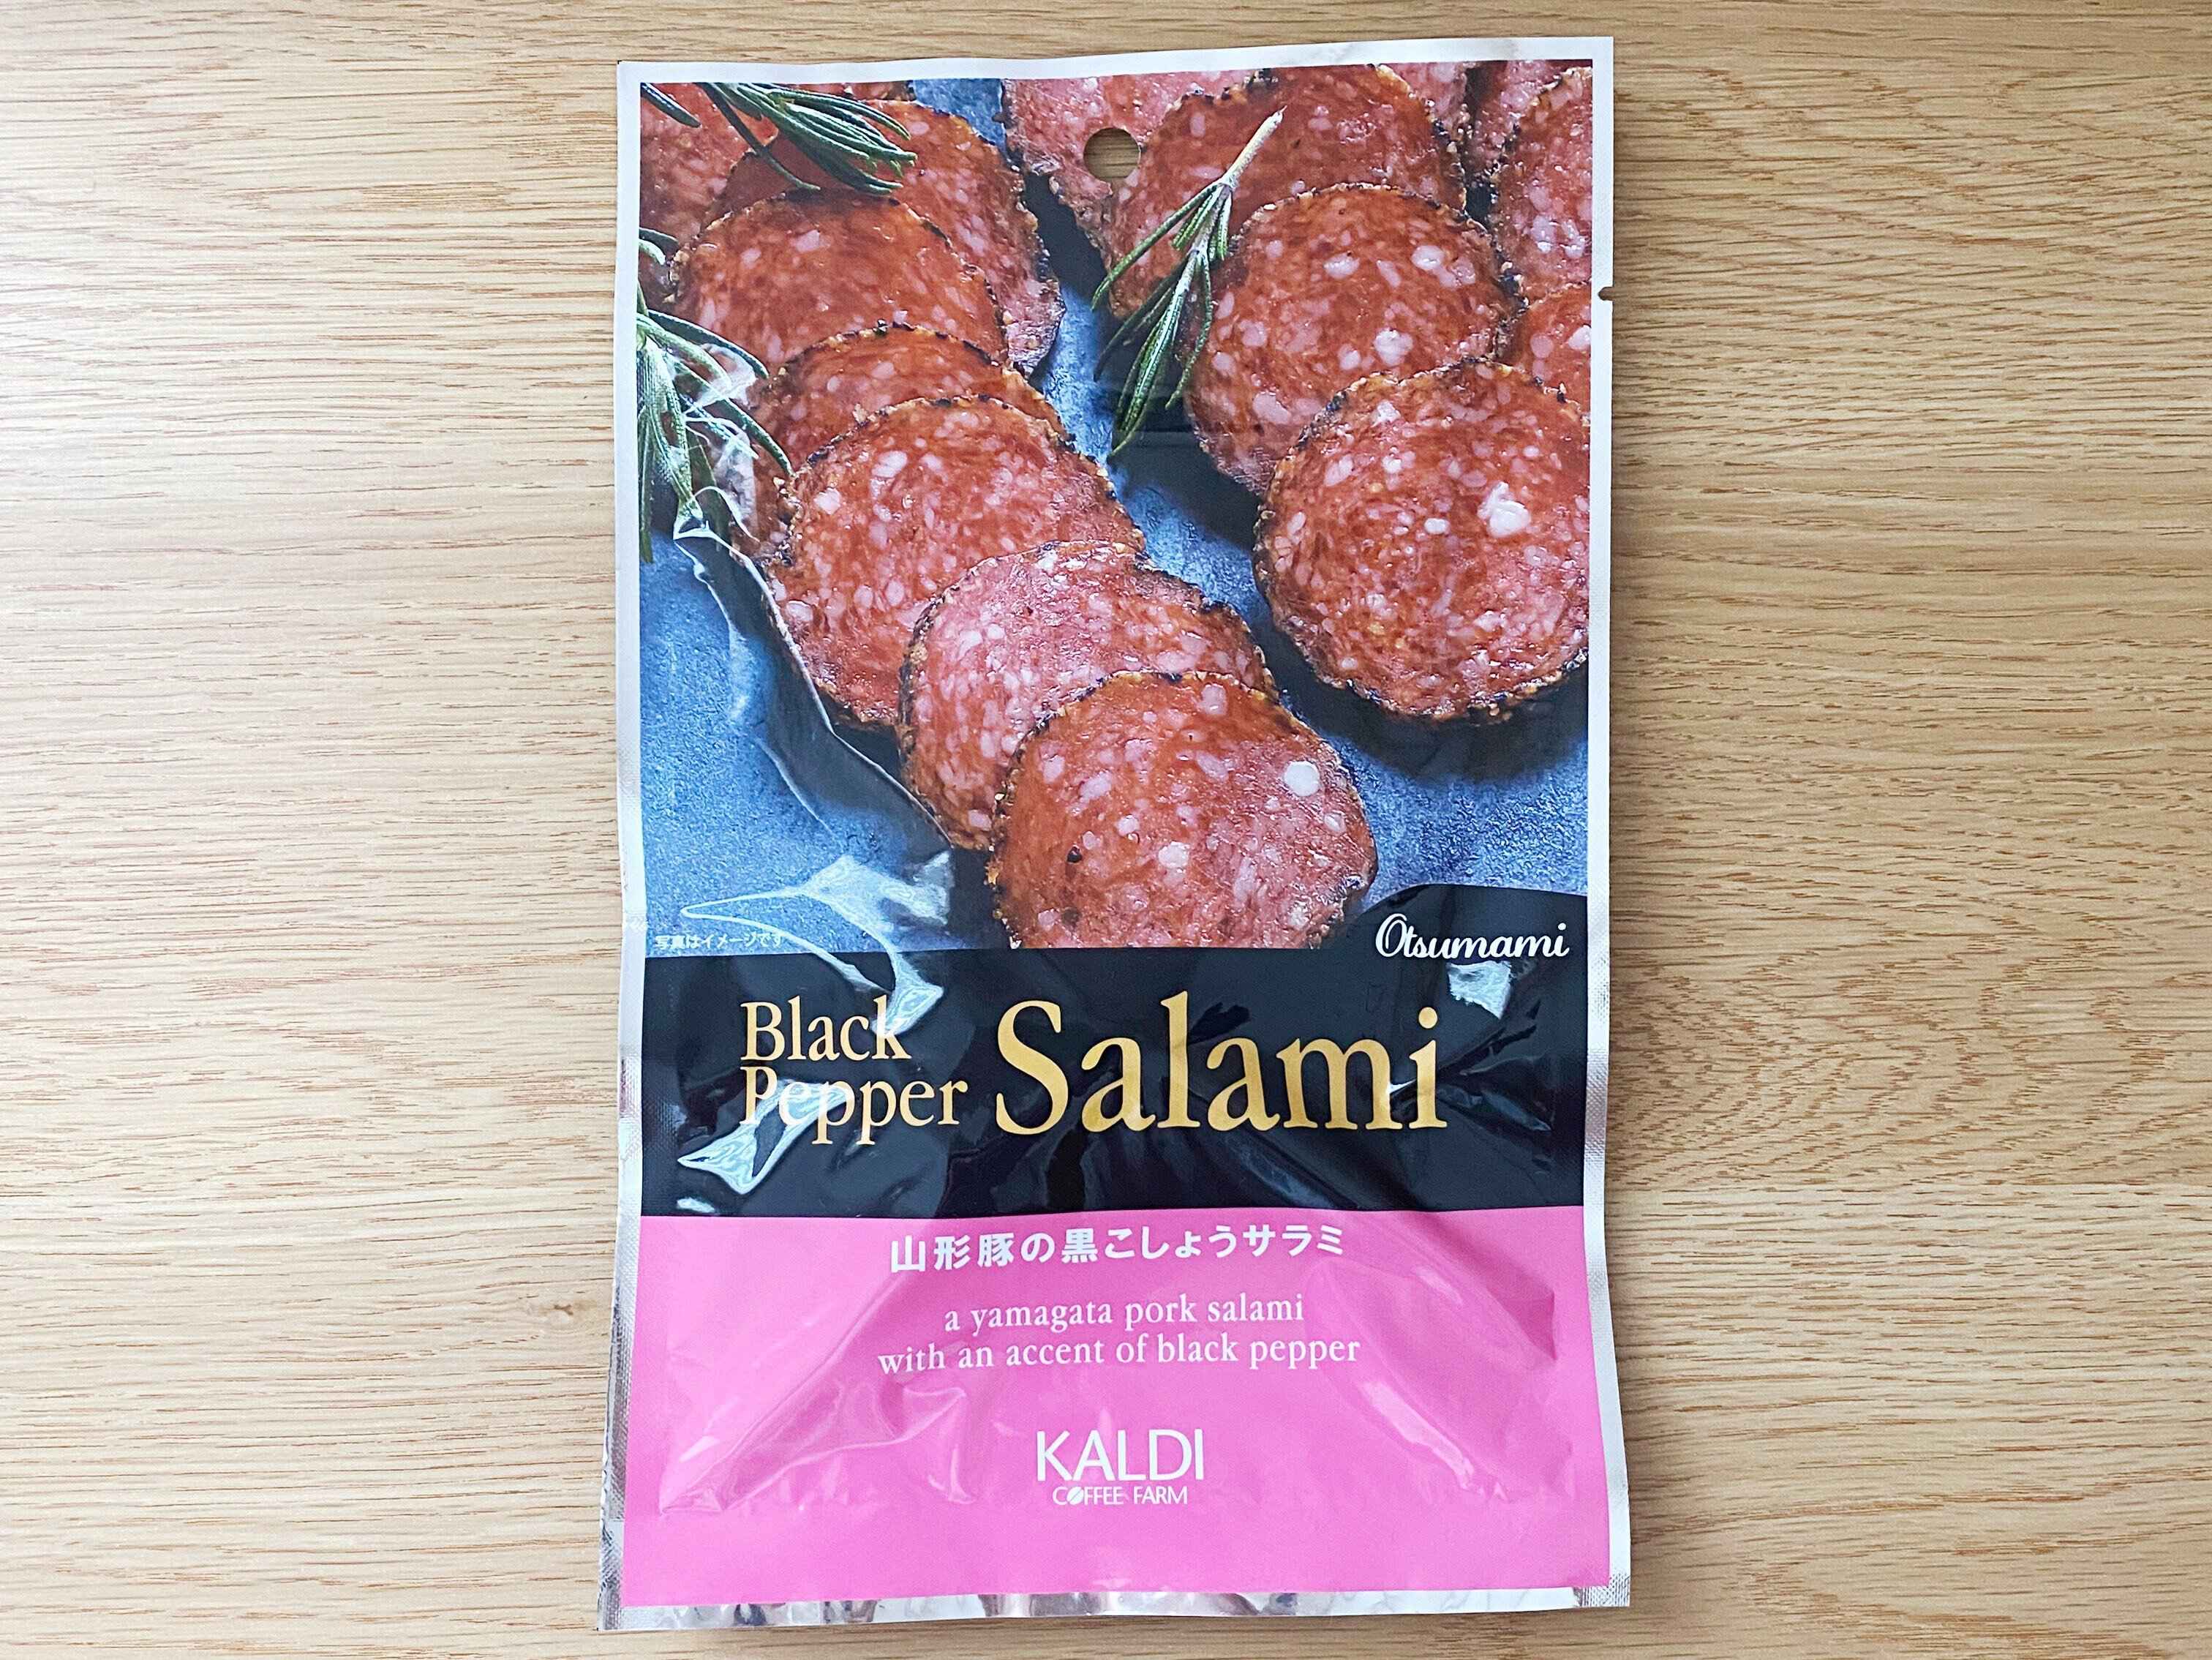 写真はイメージです
Otsumami
Black
Pepper
Salami
山形豚の黒こしょうサラミ
a yamagata pork salami
with an accent of black pepper
KALDI
COFFEE FARM